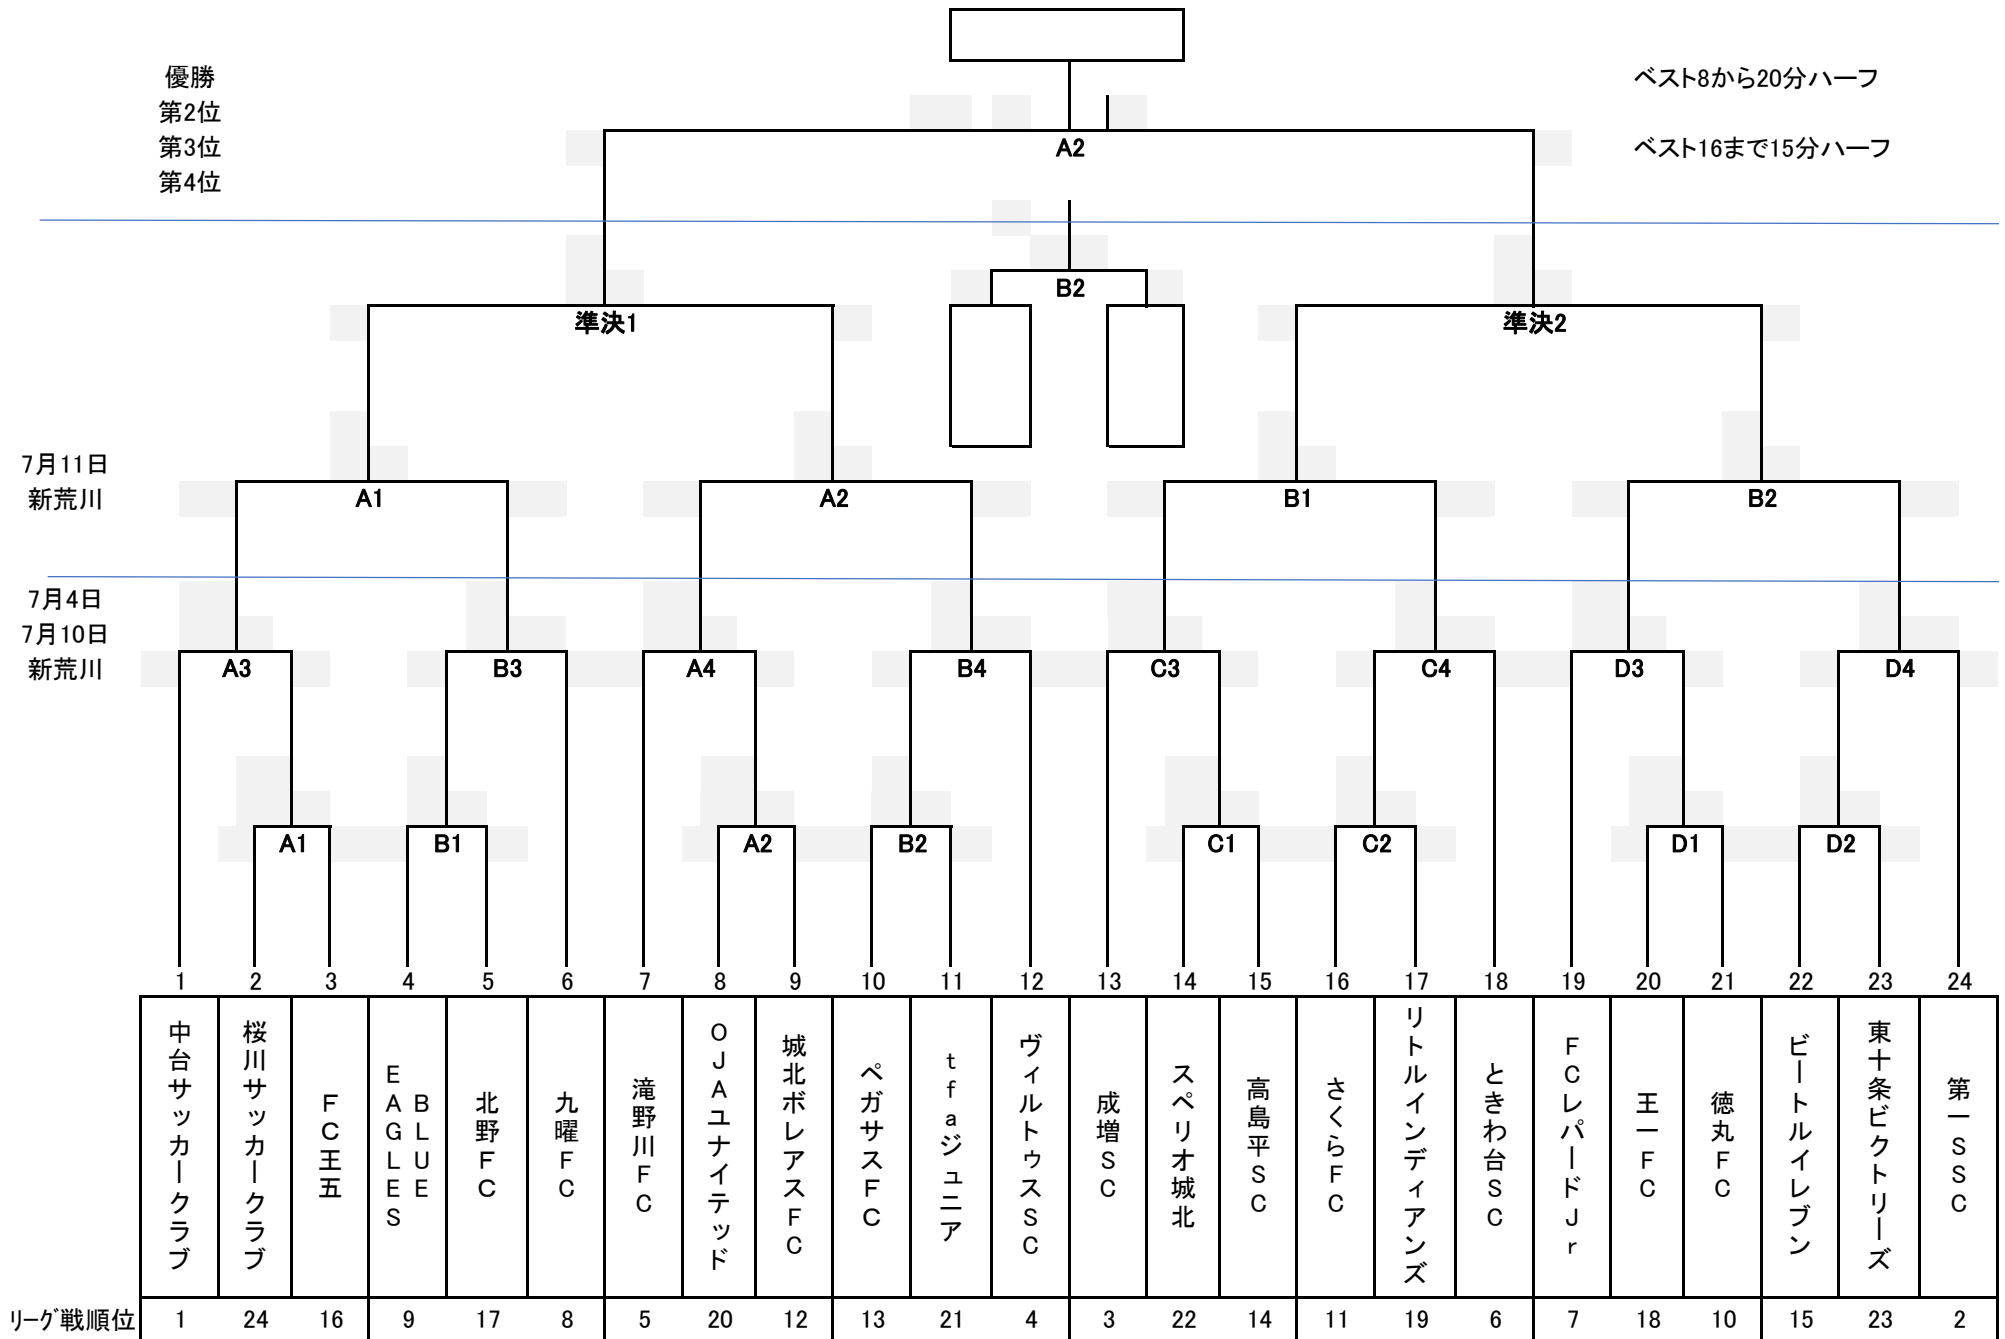 優勝
ベスト8から20分ハーフ
第2位
第3位
A2
ベスト16まで15分ハーフ
第4位
B2
準決1
準決2
7月11日
新荒川
A1
A2
B1
B2
7月4日
7月10日
新荒川
A3
B3
A4
B4
C3
C4
D3
D4
A1
B1
A2
B2
C1
C2
D1
D2
1 2 3 4 5 6 7 8 9 10 11 12 13 14 15 16 17 18 19 20 21 22 23 24
中台サッカークラブ
桜川サッカークラブ
FC王五
BLUE
EAGLES
北野FC
九曜FC
滝野川FC
OJAユナイテッド
城北ボレアスFC
ペガサスFC
tfaジュニア
ヴィルトゥスSC
成増SC
スペリオ城北
高島平SC
さくらFC
リトルインディアンズ
ときわ台SC
FCレパードJr
王一FC
徳丸FC
ビートルイレブン
東十条ビクトリーズ
第一SSC
リーグ戦順位 1 24 16 9 17 8 5 20 12 13 21 4 3 22 14 11 19 6 7 18 10 15 23 2